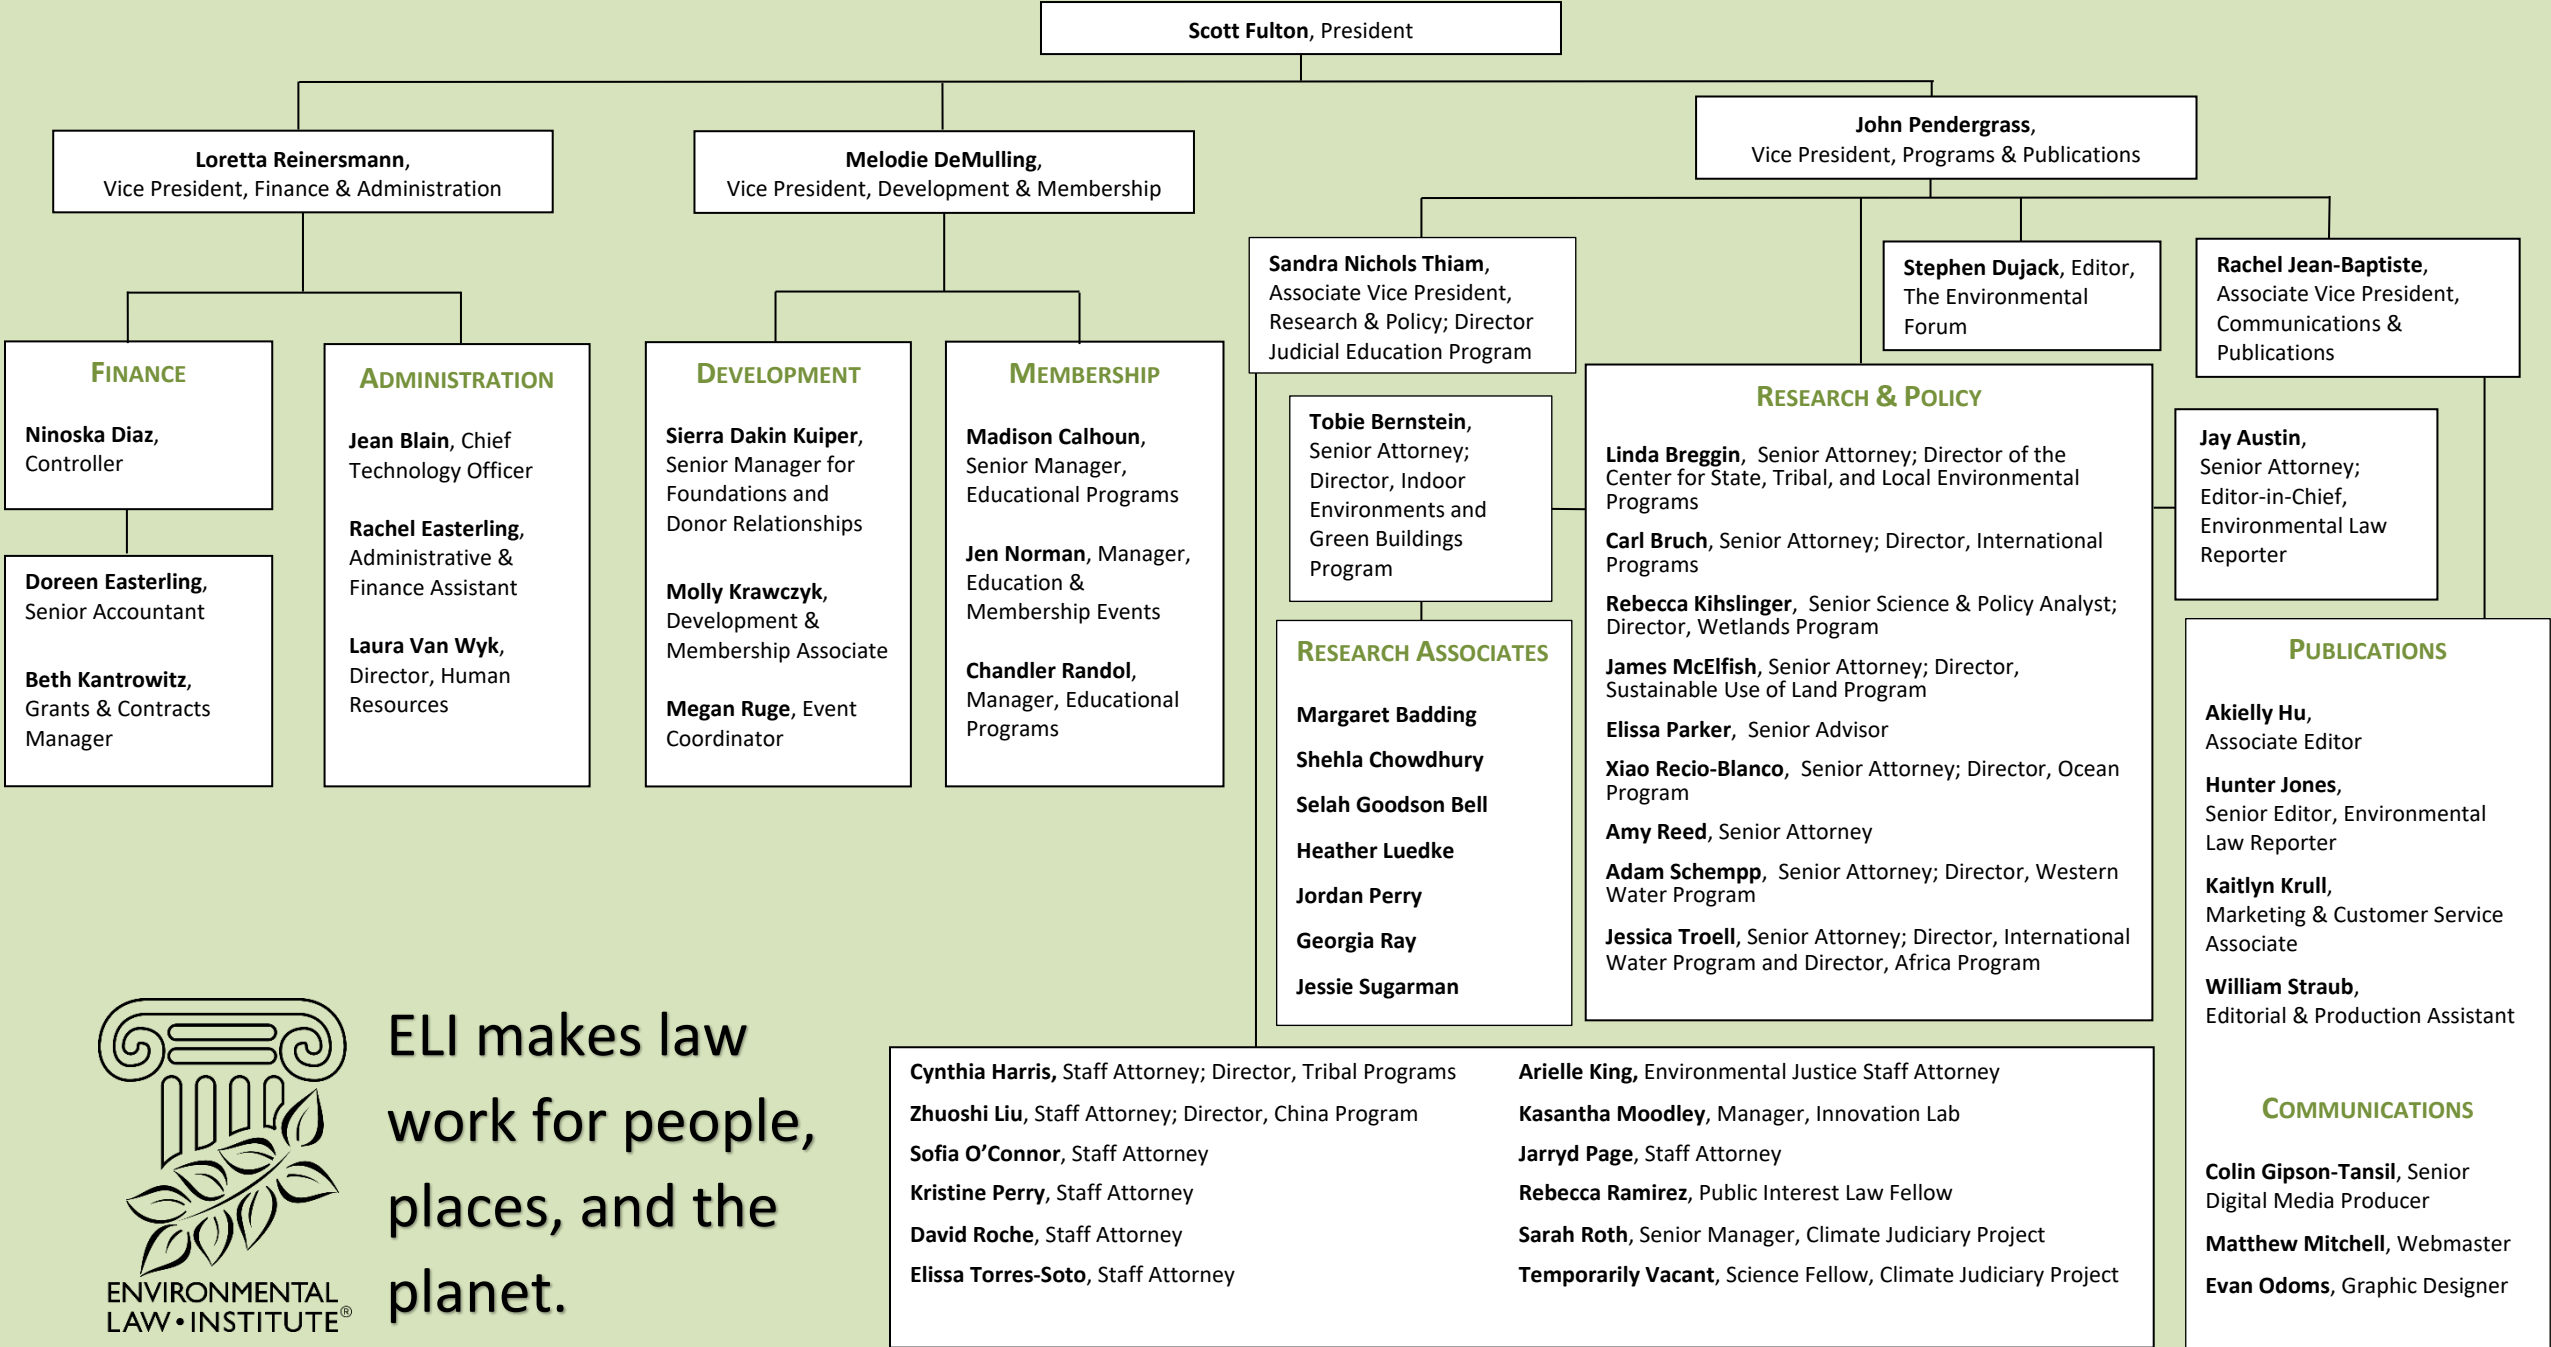 Scott Fulton, President
Loretta Reinersmann,
Vice President, Finance & Administration
Melodie DeMulling,
Vice President, Development & Membership
John Pendergrass,
Vice President, Programs & Publications
FINANCE
Ninoska Diaz,
Controller
Doreen Easterling,
Senior Accountant
Beth Kantrowitz,
Grants & Contracts
Manager
ADMINISTRATION
Jean Blain, Chief
Technology Officer
Rachel Easterling,
Administrative &
Finance Assistant
Laura Van Wyk,
Director, Human
Resources
DEVELOPMENT
Sierra Dakin Kuiper,
Senior Manager for
Foundations and
Donor Relationships
Molly Krawczyk,
Development &
Membership Associate
Megan Ruge, Event
Coordinator
MEMBERSHIP
Madison Calhoun,
Senior Manager,
Educational Programs
Jen Norman, Manager,
Education &
Membership Events
Chandler Randol,
Manager, Educational
Programs
Sandra Nichols Thiam,
Associate Vice President,
Research & Policy; Director
Judicial Education Program
Stephen Dujack, Editor,
The Environmental
Forum
Rachel Jean-Baptiste,
Associate Vice President,
Communications &
Publications
Tobie Bernstein,
Senior Attorney;
Director, Indoor
Environments and
Green Buildings
Program
RESEARCH ASSOCIATES
Margaret Badding
Shehla Chowdhury
Selah Goodson Bell
Heather Luedke
Jordan Perry
Georgia Ray
Jessie Sugarman
RESEARCH & POLICY
Linda Breggin, Senior Attorney; Director of the
Center for State, Tribal, and Local Environmental
Programs
Carl Bruch, Senior Attorney; Director, International
Programs
Rebecca Kihslinger, Senior Science & Policy Analyst;
Director, Wetlands Program
James McElfish, Senior Attorney; Director,
Sustainable Use of Land Program
Elissa Parker, Senior Advisor
Xiao Recio-Blanco, Senior Attorney; Director, Ocean
Program
Amy Reed, Senior Attorney
Adam Schempp, Senior Attorney; Director, Western
Water Program
Jessica Troell, Senior Attorney; Director, International
Water Program and Director, Africa Program
Jay Austin,
Senior Attorney;
Editor-in-Chief,
Environmental Law
Reporter
PUBLICATIONS
Akielly Hu,
Associate Editor
Hunter Jones,
Senior Editor, Environmental
Law Reporter
Kaitlyn Krull,
Marketing & Customer Service
Associate
William Straub,
Editorial & Production Assistant
COMMUNICATIONS
Colin Gipson-Tansil, Senior
Digital Media Producer
Matthew Mitchell, Webmaster
Evan Odoms, Graphic Designer
Cynthia Harris, Staff Attorney; Director, Tribal Programs
Zhuoshi Liu, Staff Attorney; Director, China Program
Sofia O’Connor, Staff Attorney
Kristine Perry, Staff Attorney
David Roche, Staff Attorney
Elissa Torres-Soto, Staff Attorney
Arielle King, Environmental Justice Staff Attorney
Kasantha Moodley, Manager, Innovation Lab
Jarryd Page, Staff Attorney
Rebecca Ramirez, Public Interest Law Fellow
Sarah Roth, Senior Manager, Climate Judiciary Project
Temporarily Vacant, Science Fellow, Climate Judiciary Project
ENVIRONMENTAL
LAW•INSTITUTE®
ELI makes law
work for people,
places, and the
planet.